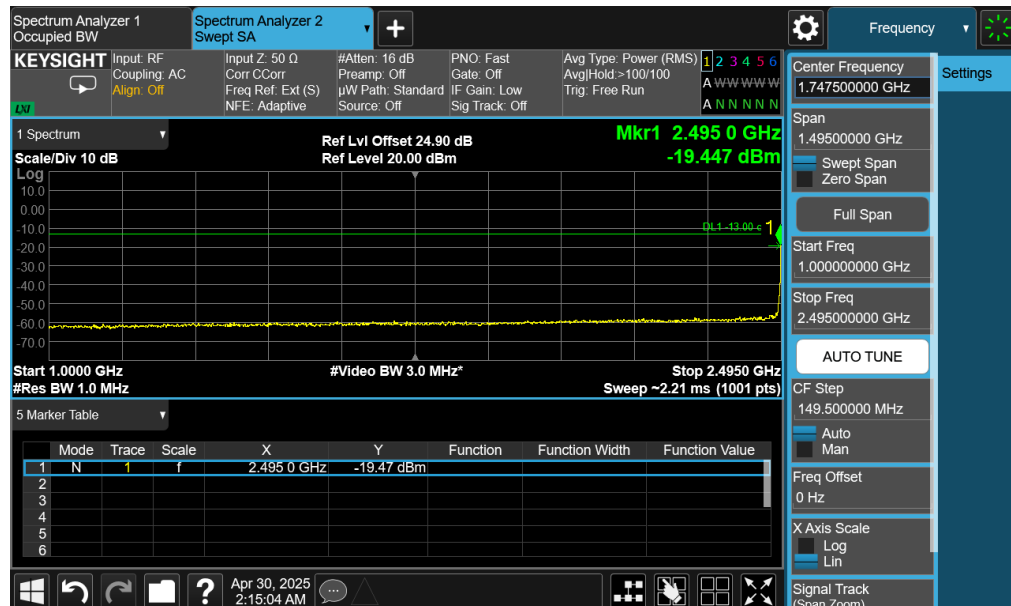 Spectrum Analyzer 1
Occupied BW
Spectrum Analyzer 2
Swept SA
Frequency
KEYSIGHT
LXI
Input: RF
Coupling: AC
Align: Off
Input Z: 50 Ω
Corr CCorr
Freq Ref: Ext (S)
NFE: Adaptive
#Atten: 16 dB
Preamp: Off
µW Path: Standard
Source: Off
PNO: Fast
Gate: Off
IF Gain: Low
Sig Track: Off
Avg Type: Power (RMS)
Avg|Hold:>100/100
Trig: Free Run
1 2 3 4 5 6
A W W W W W
A N N N N N
1 Spectrum
Scale/Div 10 dB
Ref Lvl Offset 24.90 dB
Ref Level 20.00 dBm
Mkr1 2.495 0 GHz
-19.447 dBm
Log
10.0
0.00
-10.0
-20.0
-30.0
-40.0
-50.0
-60.0
-70.0
DL1 -13.00
1
Start 1.0000 GHz
#Res BW 1.0 MHz
#Video BW 3.0 MHz*
Stop 2.4950 GHz
Sweep ~2.21 ms (1001 pts)
5 Marker Table
Mode Trace Scale X Y Function Function Width Function Value
1 N 1 f 2.495 0 GHz -19.47 dBm
2
3
4
5
6
Apr 30, 2025
2:15:04 AM
Center Frequency
1.747500000 GHz
Span
1.49500000 GHz
Swept Span
Zero Span
Full Span
Start Freq
1.000000000 GHz
Stop Freq
2.495000000 GHz
AUTO TUNE
CF Step
149.500000 MHz
Auto
Man
Freq Offset
0 Hz
X Axis Scale
Log
Lin
Signal Track
(Span Zoom)
Settings